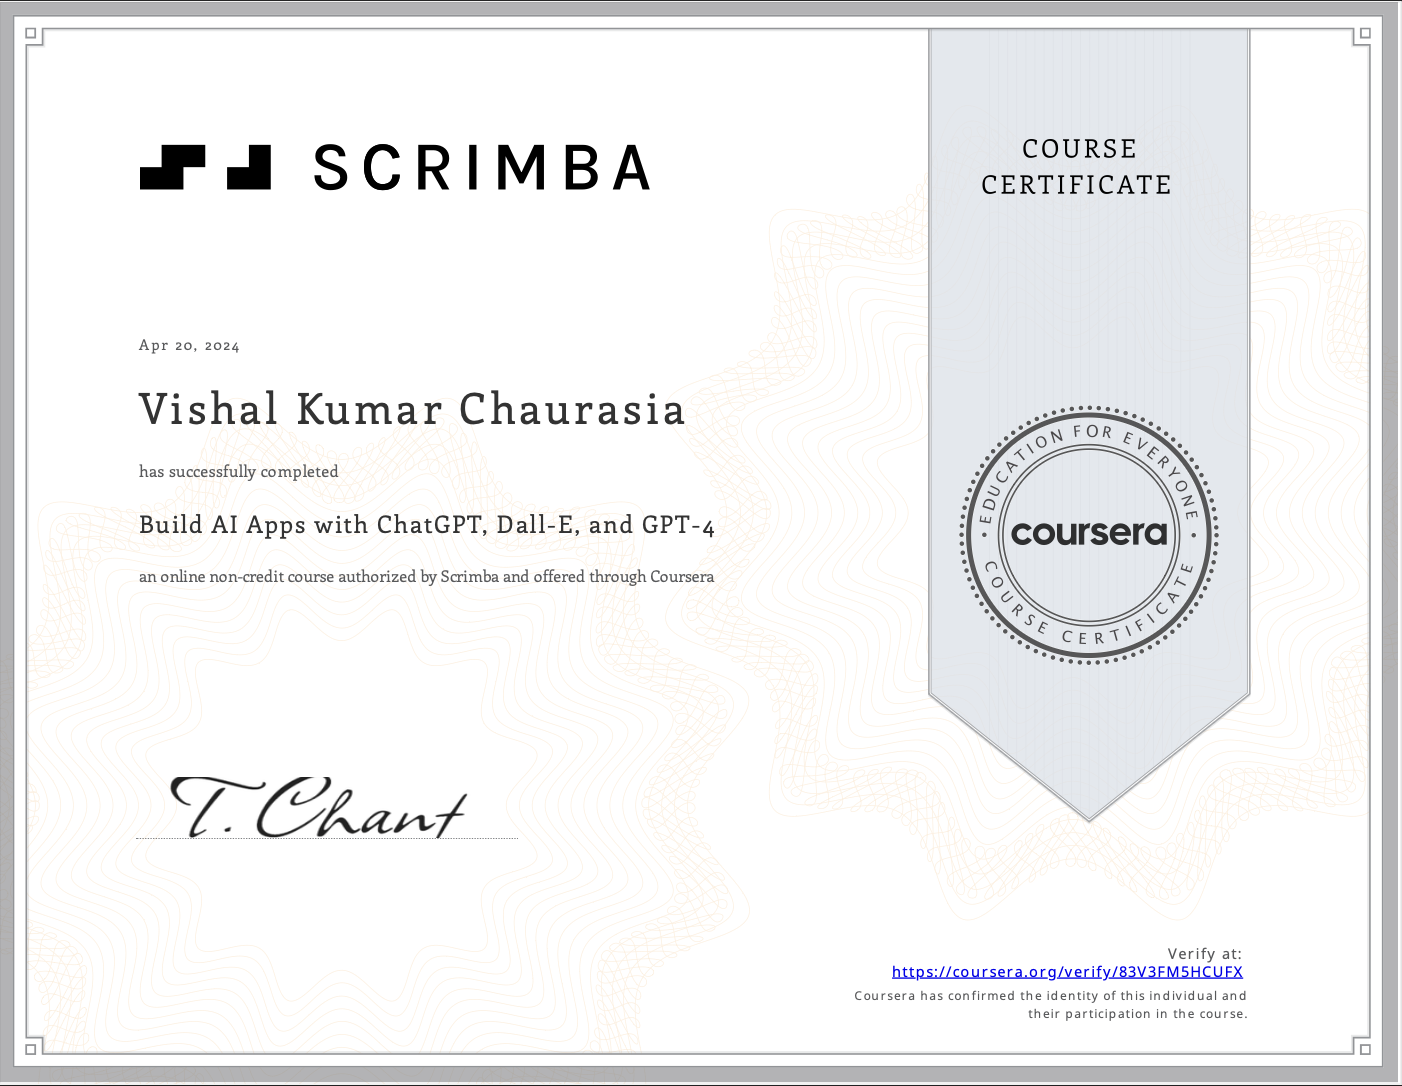 SCRIMBA
COURSE
CERTIFICATE
Apr 20, 2024
Vishal Kumar Chaurasia
has successfully completed
Build AI Apps with ChatGPT, Dall-E, and GPT-4
an online non-credit course authorized by Scrimba and offered through Coursera
EDUCATION FOR EVERYONE
coursera
COURSE CERTIFICATE
T. Chant
Verify at:
https://coursera.org/verify/83V3FM5HCUFX
Coursera has confirmed the identity of this individual and
their participation in the course.